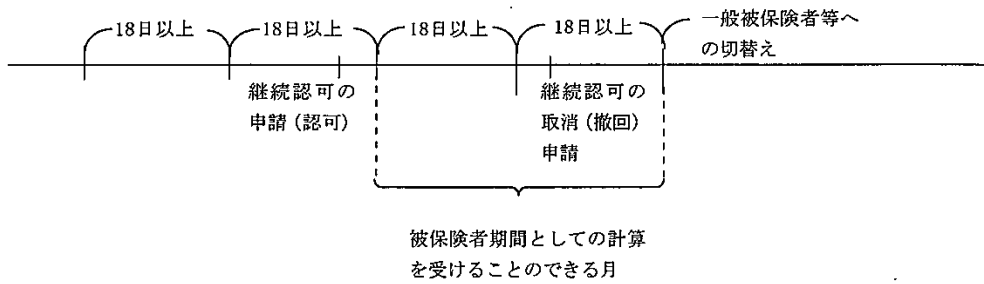 18日以上
18日以上
18日以上
18日以上
一般被保険者等へ
の切替え
継続認可の
申請（認可）
継続認可の
取消（撤回）
申請
被保険者期間としての計算
を受けることのできる月